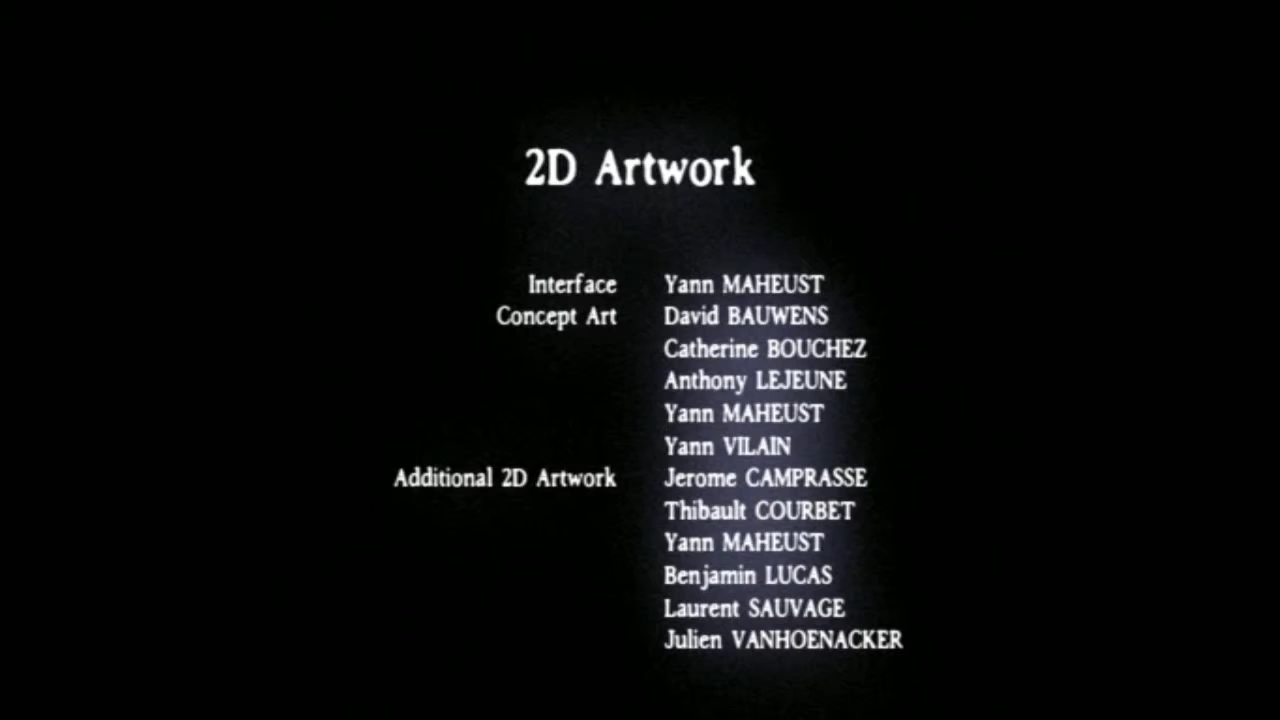 2D Artwork
Interface Yann MAHEUST
Concept Art David BAUWENS
Catherine BOUCHEZ
Anthony LEJEUNE
Yann MAHEUST
Yann VILAIN
Additional 2D Artwork Jerome CAMPRASSE
Thibault COURBET
Yann MAHEUST
Benjamin LUCAS
Laurent SAUVAGE
Julien VANHOENACKER